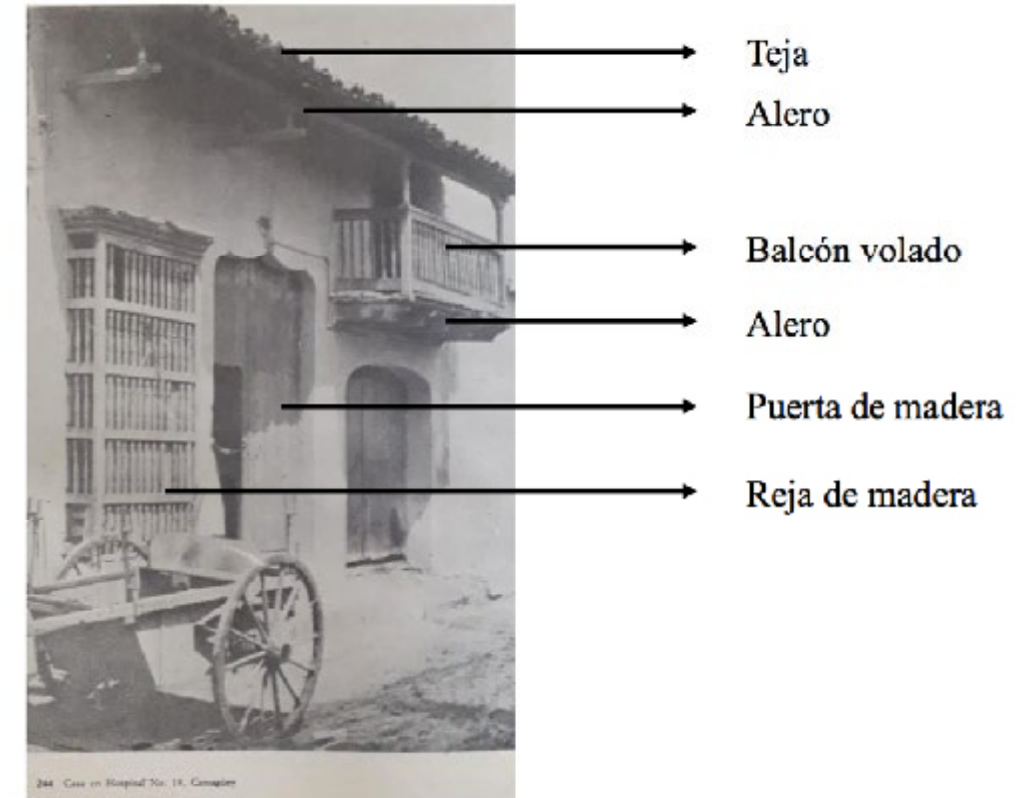 Teja
Alero
Balcón volado
Alero
Puerta de madera
Reja de madera
244 Casa en Hospital No. 18, Camagüey